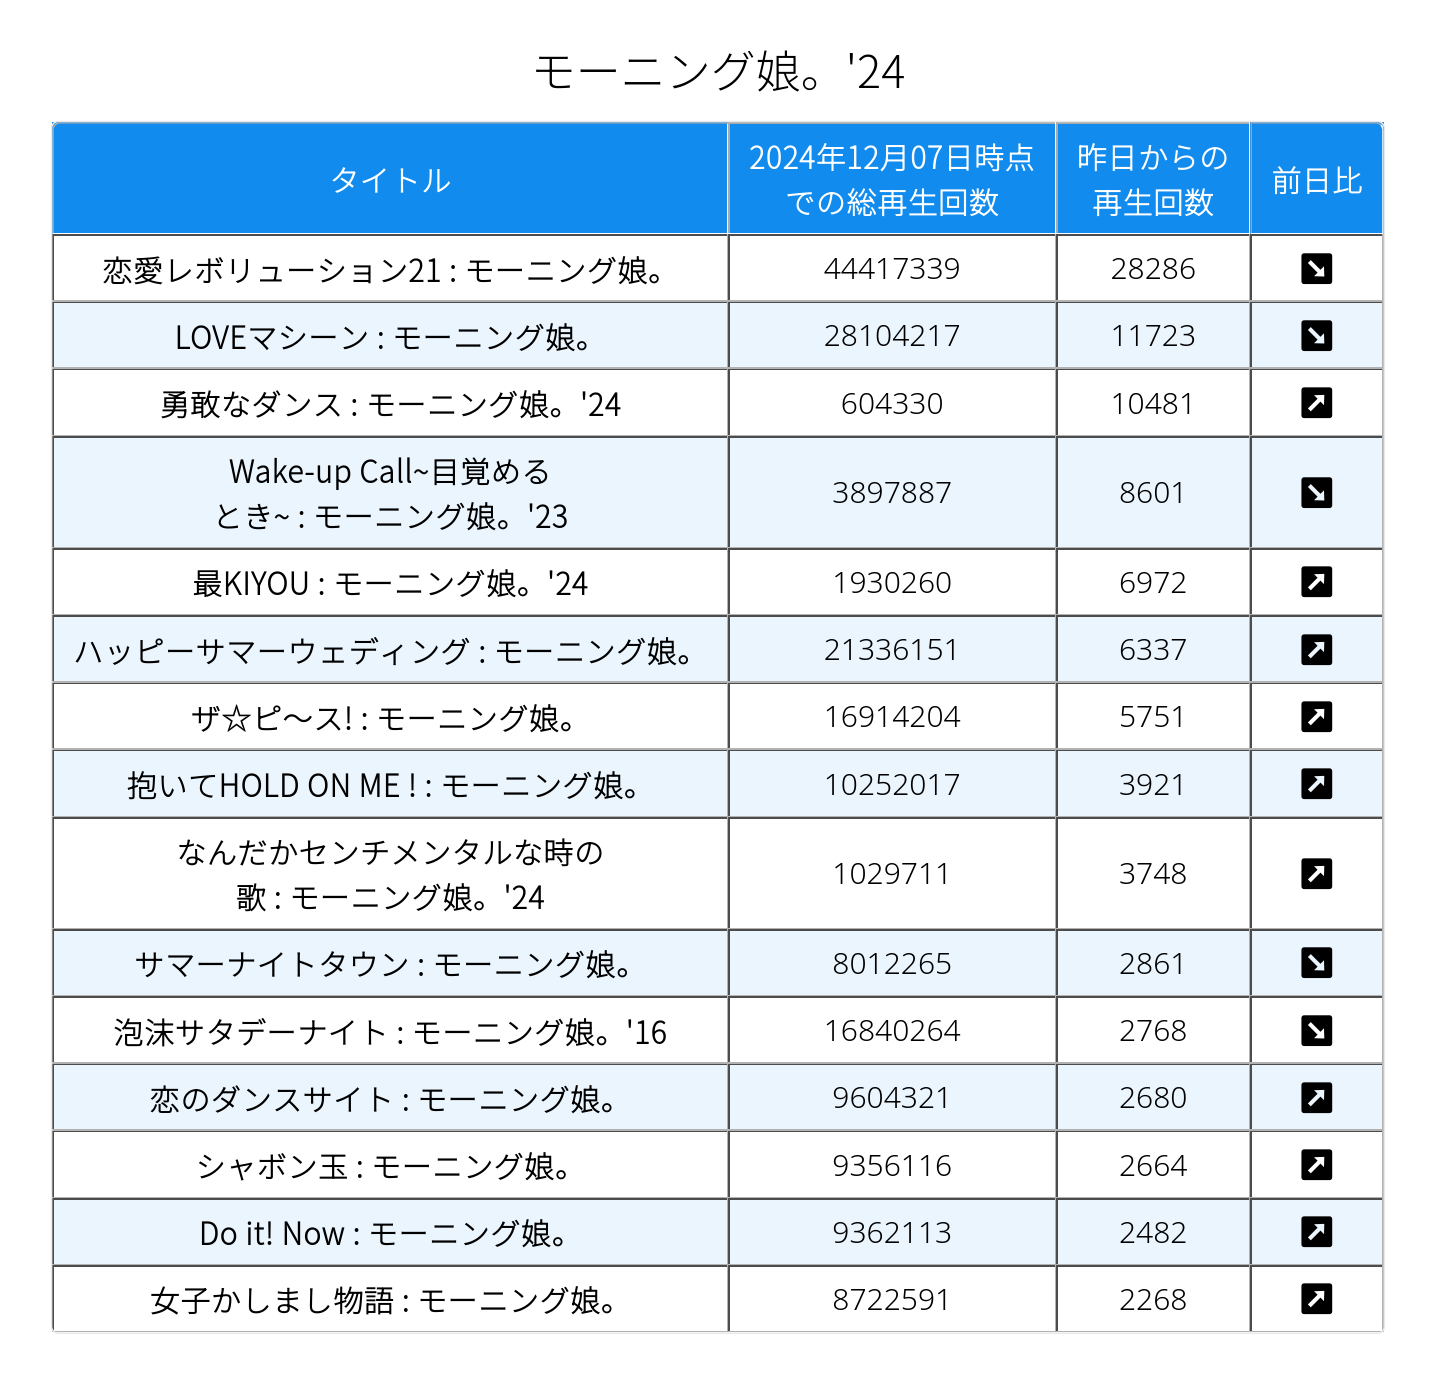 モーニング娘。'24
タイトル
2024年12月07日時点
での総再生回数
昨日からの
再生回数
前日比
恋愛レボリューション21 : モーニング娘。 44417339 28286 ↘
LOVEマシーン : モーニング娘。 28104217 11723 ↘
勇敢なダンス : モーニング娘。'24 604330 10481 ↗
Wake-up Call~目覚める
とき~ : モーニング娘。'23 3897887 8601 ↘
最KIYOU : モーニング娘。'24 1930260 6972 ↗
ハッピーサマーウェディング : モーニング娘。 21336151 6337 ↗
ザ☆ピ〜ス! : モーニング娘。 16914204 5751 ↗
抱いてHOLD ON ME ! : モーニング娘。 10252017 3921 ↗
なんだかセンチメンタルな時の
歌 : モーニング娘。'24 1029711 3748 ↗
サマーナイトタウン : モーニング娘。 8012265 2861 ↘
泡沫サタデーナイト : モーニング娘。'16 16840264 2768 ↘
恋のダンスサイト : モーニング娘。 9604321 2680 ↗
シャボン玉 : モーニング娘。 9356116 2664 ↗
Do it! Now : モーニング娘。 9362113 2482 ↗
女子かしまし物語 : モーニング娘。 8722591 2268 ↗